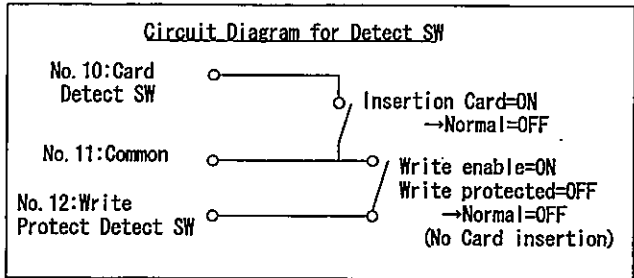 Circuit Diagram for Detect SW
No. 10:Card
Detect SW
Insertion Card=ON
→Normal=OFF
No. 11:Common
Write enable=ON
Write protected=OFF
→Normal=OFF
(No Card insertion)
No. 12:Write
Protect Detect SW